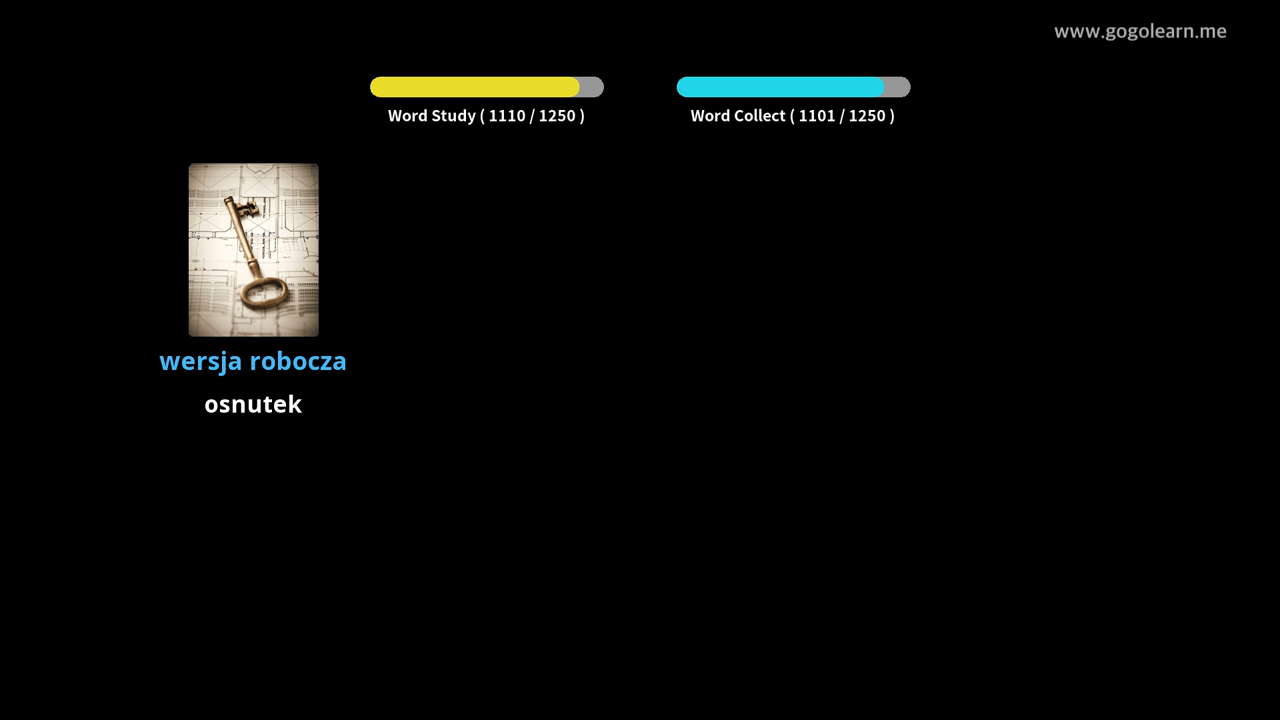 www.gogolearn.me
Word Study ( 1110 / 1250 )
Word Collect ( 1101 / 1250 )
wersja robocza
osnutek